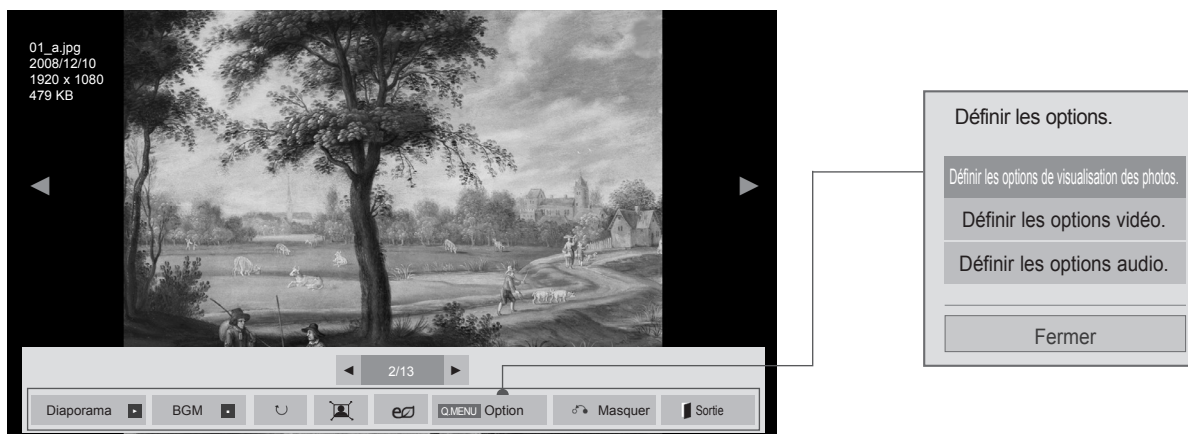 01_a.jpg
2008/12/10
1920 x 1080
479 KB
2/13
Diaporama
BGM
Q.MENU Option
Masquer
Sortie
Définir les options.
Définir les options de visualisation des photos.
Définir les options vidéo.
Définir les options audio.
Fermer